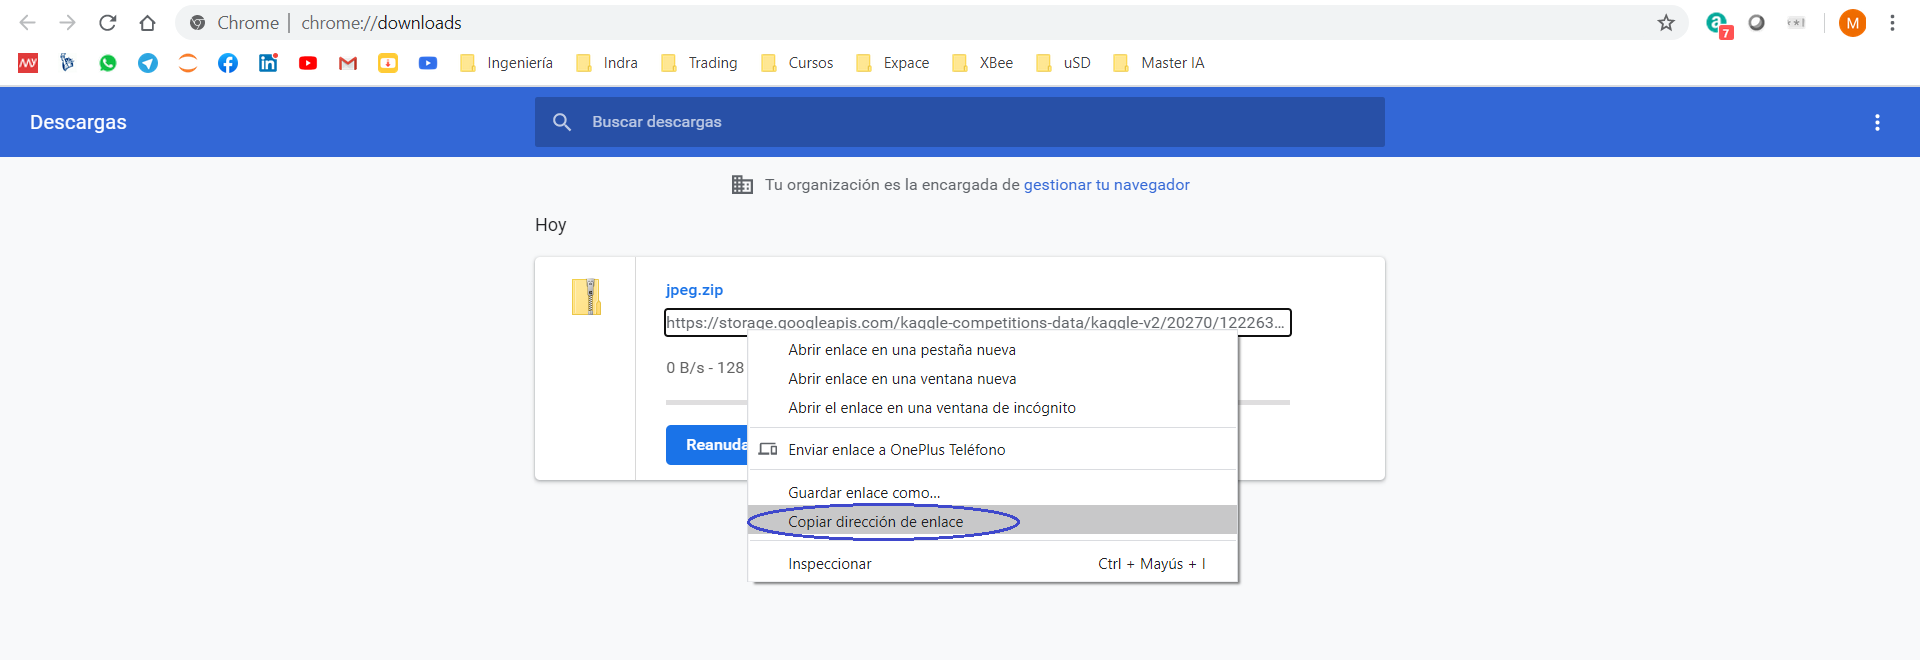 Chrome | chrome://downloads
a 7 M
Ingeniería Indra Trading Cursos Expace XBee uSD Master IA
Descargas
Buscar descargas
Tu organización es la encargada de gestionar tu navegador
Hoy
jpeg.zip
https://storage.googleapis.com/kaggle-competitions-data/kaggle-v2/20270/122263...
0 B/s - 128
Reanuda
Abrir enlace en una pestaña nueva
Abrir enlace en una ventana nueva
Abrir el enlace en una ventana de incógnito
Enviar enlace a OnePlus Teléfono
Guardar enlace como...
Copiar dirección de enlace
Inspeccionar Ctrl + Mayús + I